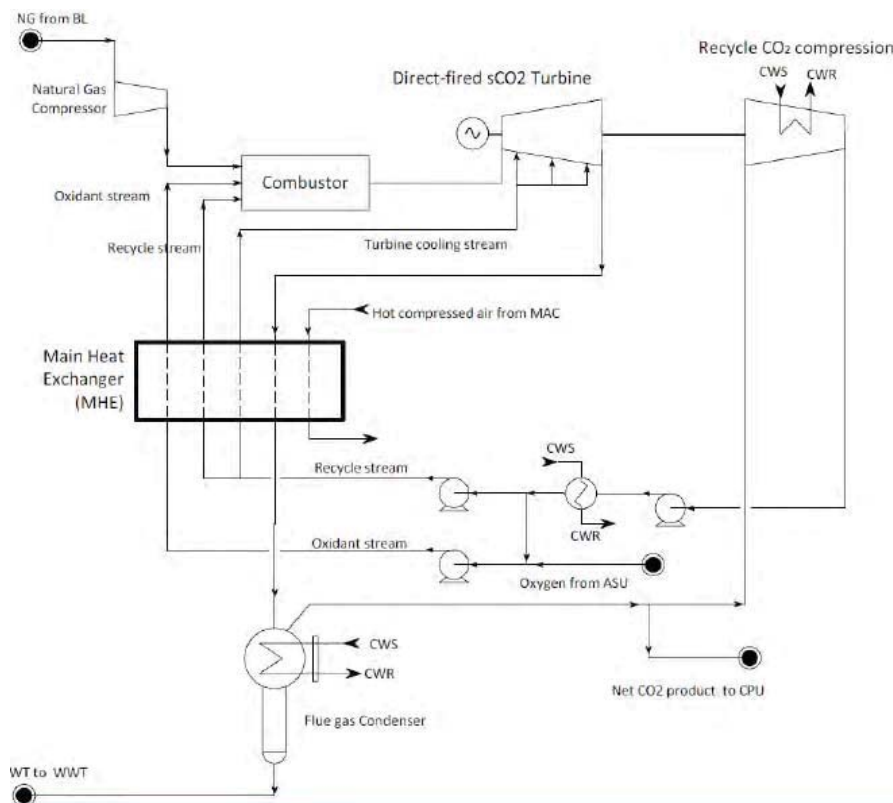 NG from BL
Recycle CO₂ compression
CWS
CWR
Direct-fired sCO2 Turbine
Natural Gas
Compressor
Combustor
Oxidant stream
Recycle stream
Turbine cooling stream
Hot compressed air from MAC
Main Heat
Exchanger
(MHE)
CWS
Recycle stream
CWR
Oxidant stream
Oxygen from ASU
CWS
CWR
Net CO2 product to CPU
Flue gas Condenser
WT to WWT